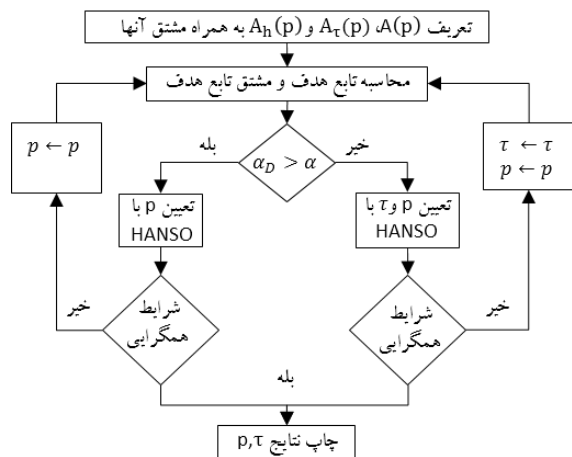 تعریف A(p)، A_τ(p) و A_h(p) به همراه مشتق آنها
محاسبه تابع هدف و مشتق تابع هدف
p ← p
τ ← τ
p ← p
بله
α_D > α
خیر
تعیین p با
HANSO
تعیین p و τ با
HANSO
خیر
شرایط
همگرایی
شرایط
همگرایی
خیر
بله
چاپ نتایج p,τ